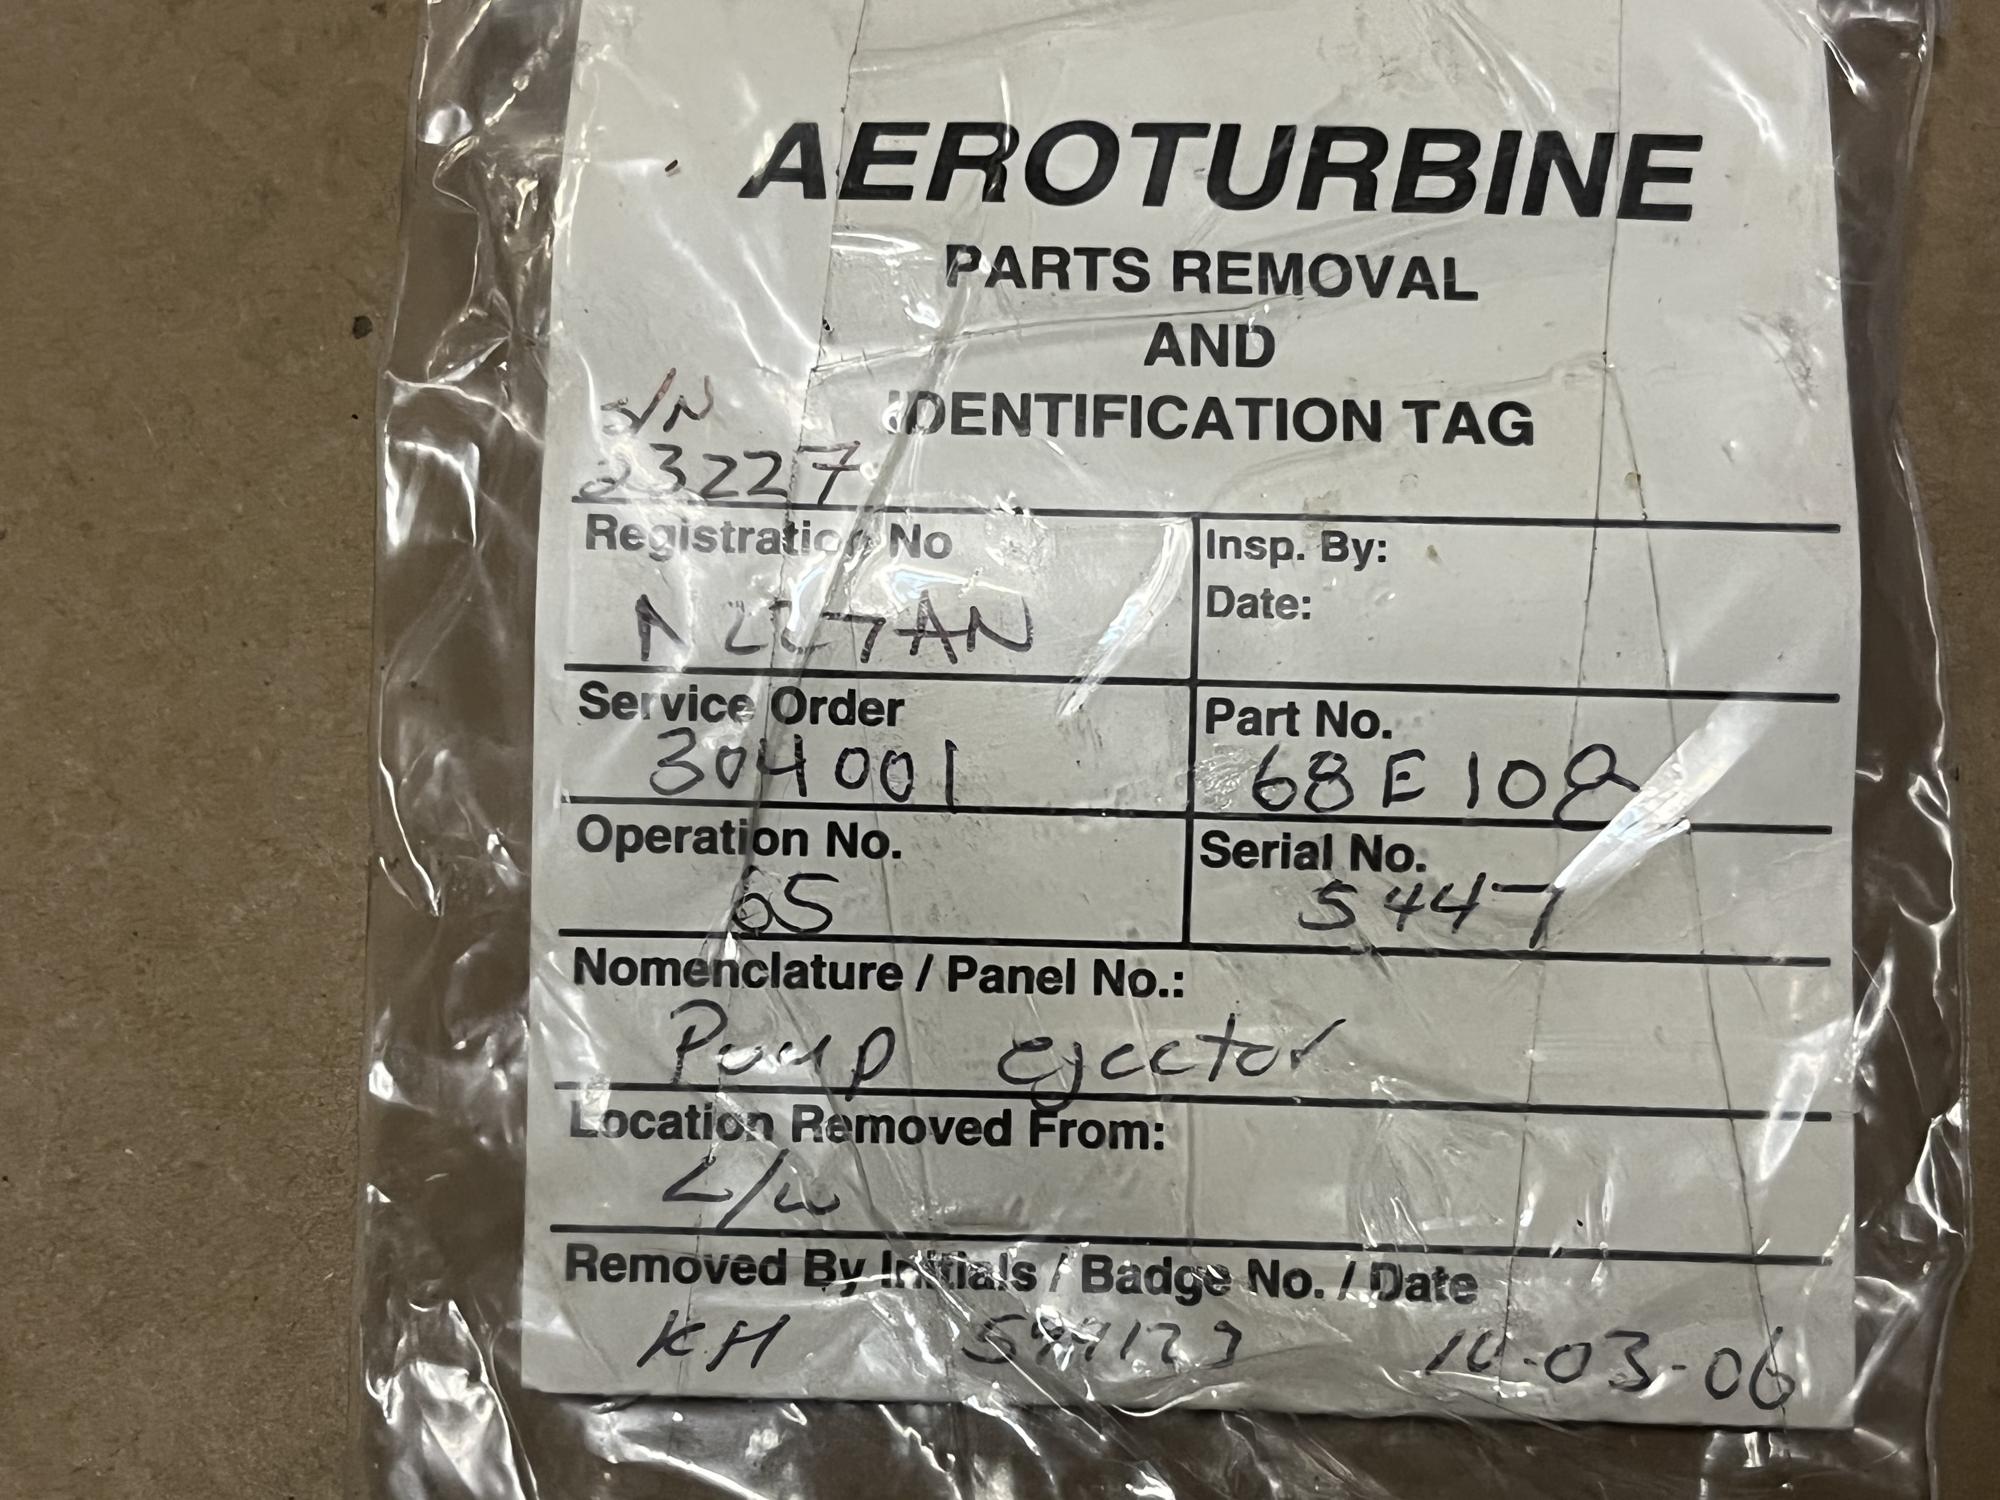 AEROTURBINE
PARTS REMOVAL
AND
IDENTIFICATION TAG
S/N
23227
Registration No
N227AN
Insp. By:
Date:
Service Order
304001
Part No.
68E108
Operation No.
65
Serial No.
5447
Nomenclature / Panel No.:
Pump ejector
Location Removed From:
L/W
Removed By Initials / Badge No. / Date
KH 10-03-06